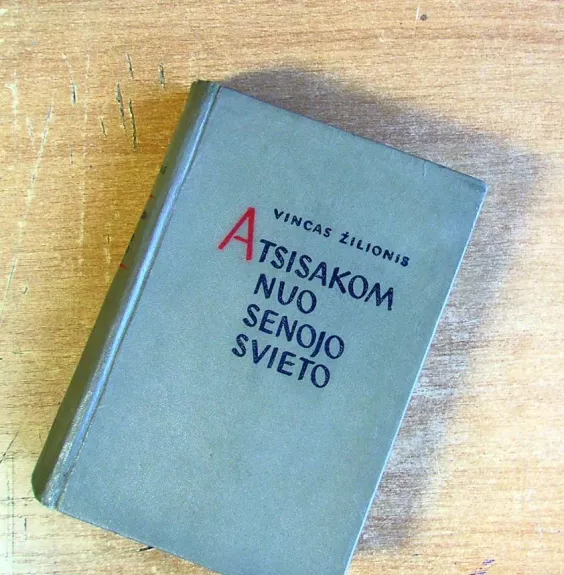 VINCAS ŽILIONIS
ATSISAKOM
NUO
SENOJO
SVIETO